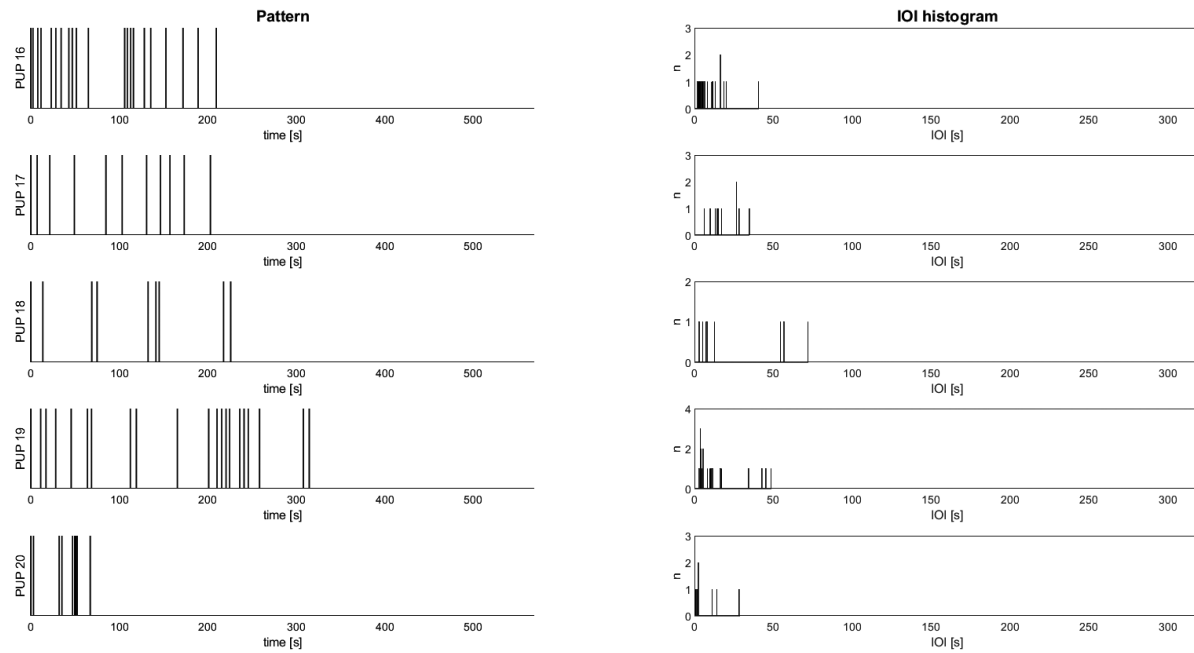 Pattern
IOI histogram
PUP 16
0 100 200 300 400 500
time [s]
n
3
2
1
0
0 50 100 150 200 250 300
IOI [s]
PUP 17
0 100 200 300 400 500
time [s]
n
3
2
1
0
0 50 100 150 200 250 300
IOI [s]
PUP 18
0 100 200 300 400 500
time [s]
n
2
1
0
0 50 100 150 200 250 300
IOI [s]
PUP 19
0 100 200 300 400 500
time [s]
n
4
2
0
0 50 100 150 200 250 300
IOI [s]
PUP 20
0 100 200 300 400 500
time [s]
n
3
2
1
0
0 50 100 150 200 250 300
IOI [s]